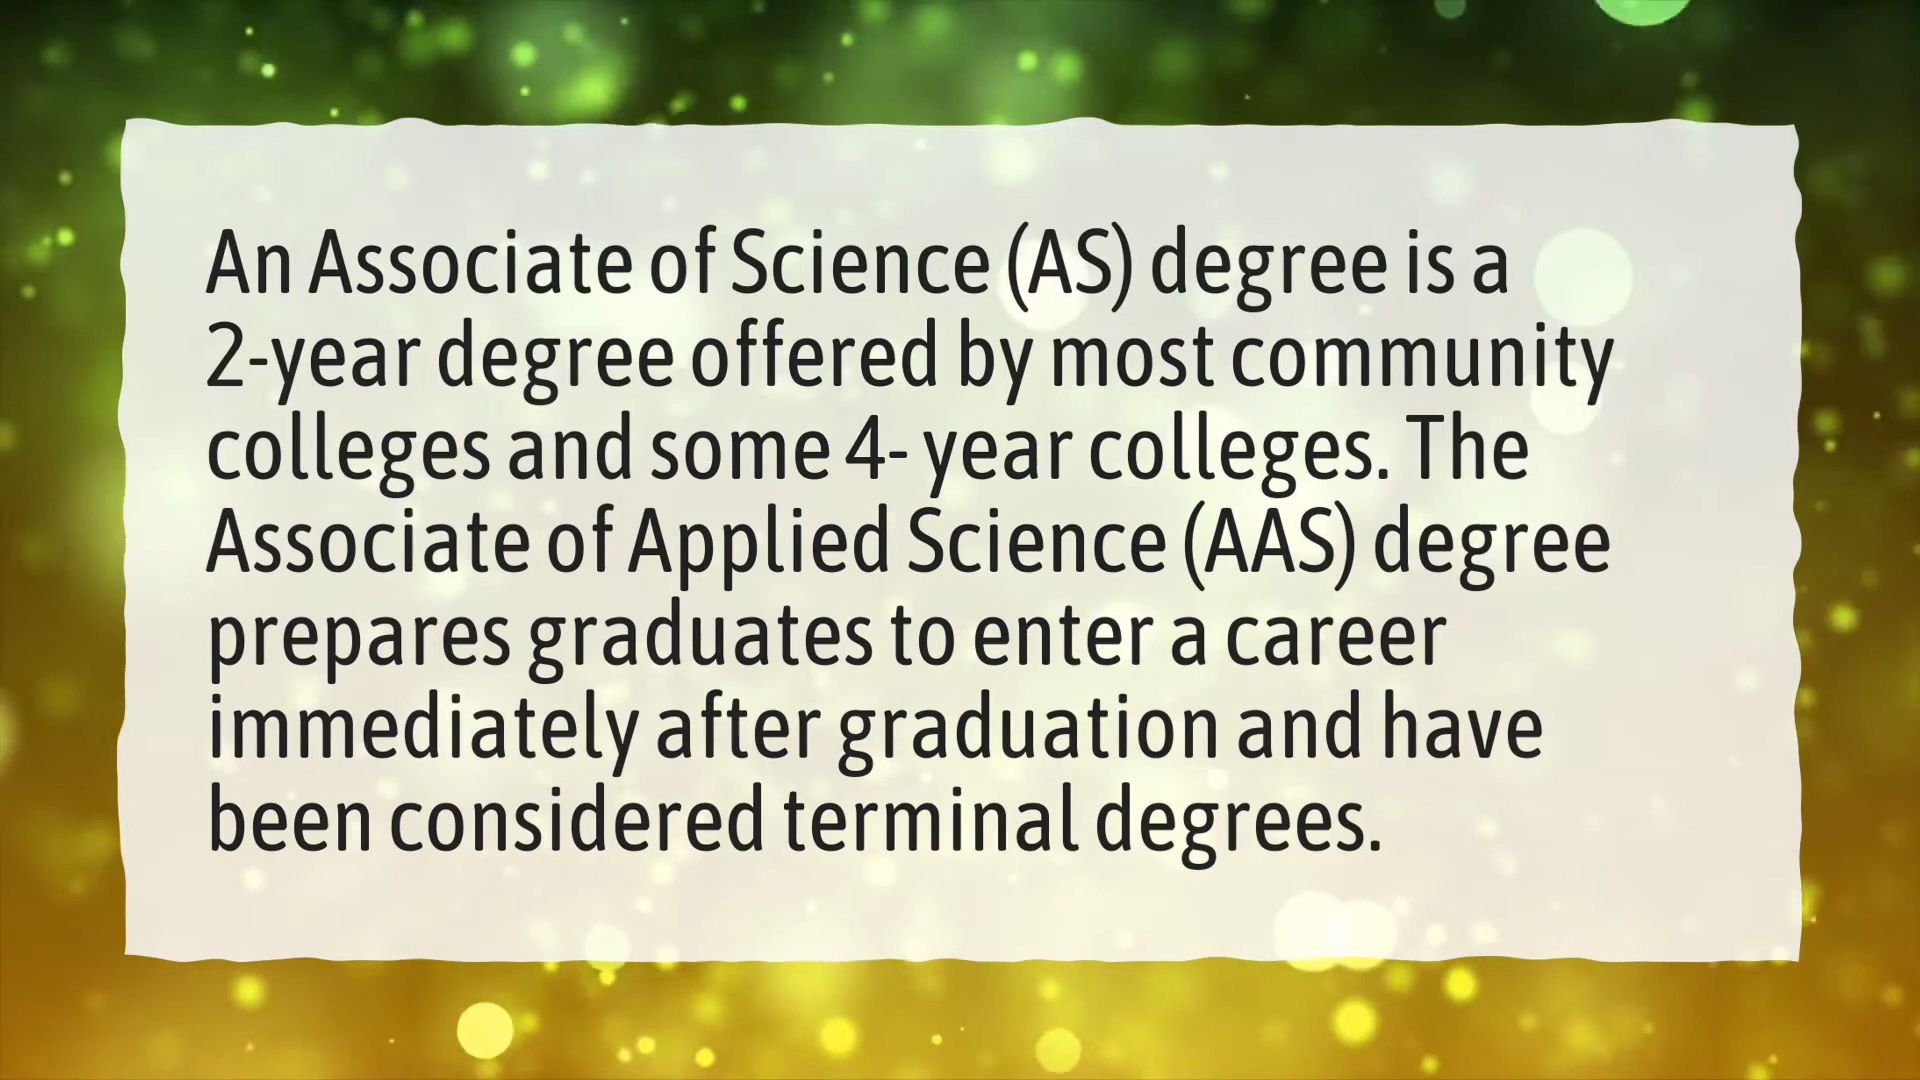 An Associate of Science (AS) degree is a
2-year degree offered by most community
colleges and some 4- year colleges. The
Associate of Applied Science (AAS) degree
prepares graduates to enter a career
immediately after graduation and have
been considered terminal degrees.